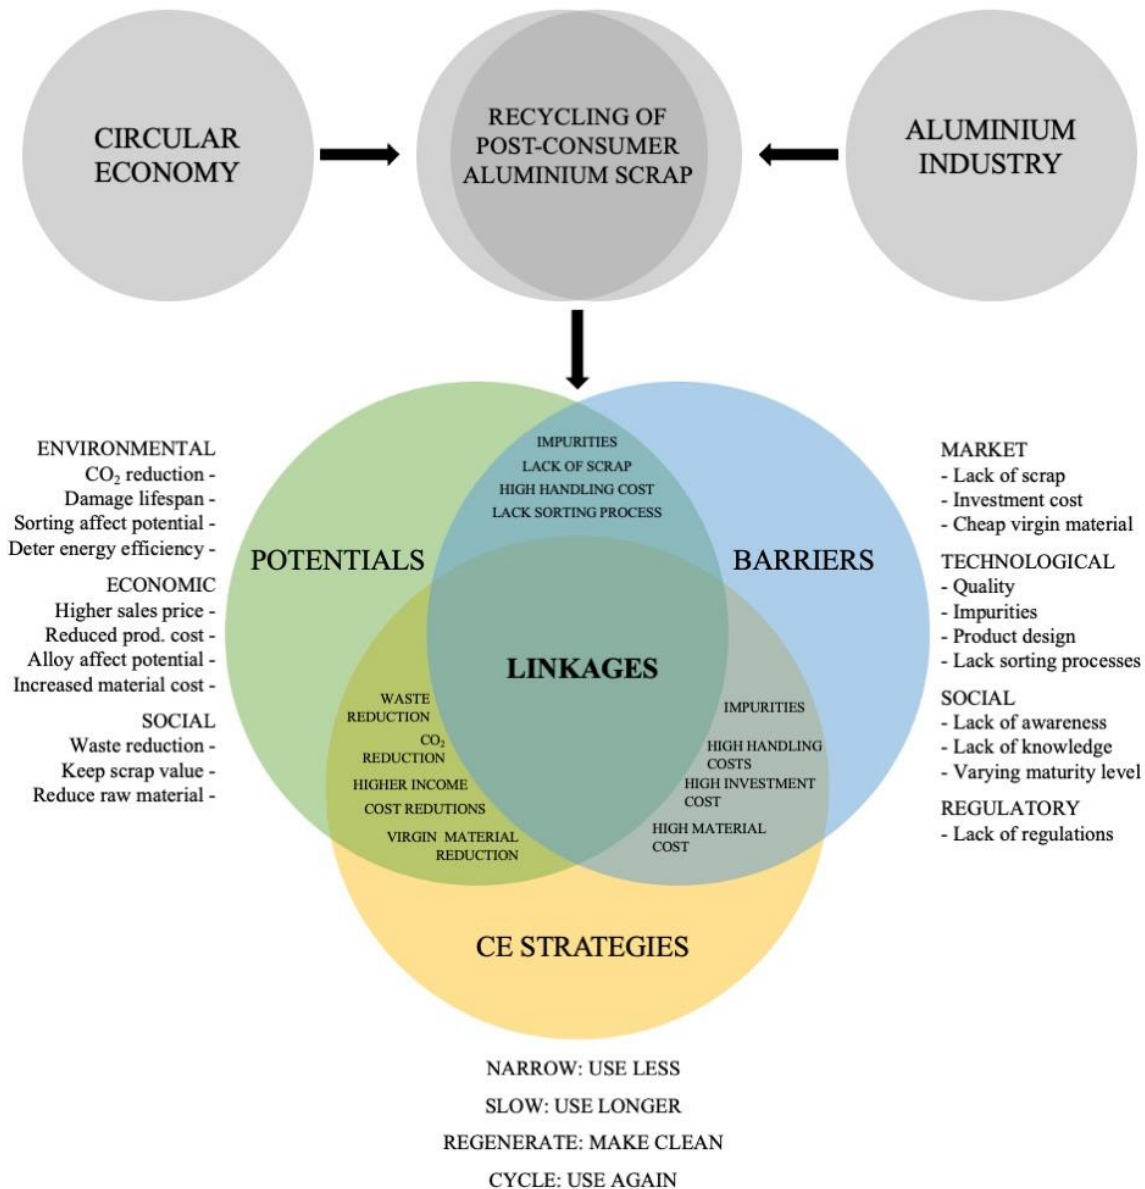 CIRCULAR
ECONOMY
RECYCLING OF
POST-CONSUMER
ALUMINIUM SCRAP
ALUMINIUM
INDUSTRY
ENVIRONMENTAL
CO₂ reduction -
Damage lifespan -
Sorting affect potential -
Deter energy efficiency -
ECONOMIC
Higher sales price -
Reduced prod. cost -
Alloy affect potential -
Increased material cost -
SOCIAL
Waste reduction -
Keep scrap value -
Reduce raw material -
POTENTIALS
IMPURITIES
LACK OF SCRAP
HIGH HANDLING COST
LACK SORTING PROCESS
BARRIERS
LINKAGES
WASTE
REDUCTION
CO₂
REDUCTION
HIGHER INCOME
COST REDUTIONS
VIRGIN MATERIAL
REDUCTION
IMPURITIES
HIGH HANDLING
COSTS
HIGH INVESTMENT
COST
HIGH MATERIAL
COST
CE STRATEGIES
MARKET
- Lack of scrap
- Investment cost
- Cheap virgin material
TECHNOLOGICAL
- Quality
- Impurities
- Product design
- Lack sorting processes
SOCIAL
- Lack of awareness
- Lack of knowledge
- Varying maturity level
REGULATORY
- Lack of regulations
NARROW: USE LESS
SLOW: USE LONGER
REGENERATE: MAKE CLEAN
CYCLE: USE AGAIN